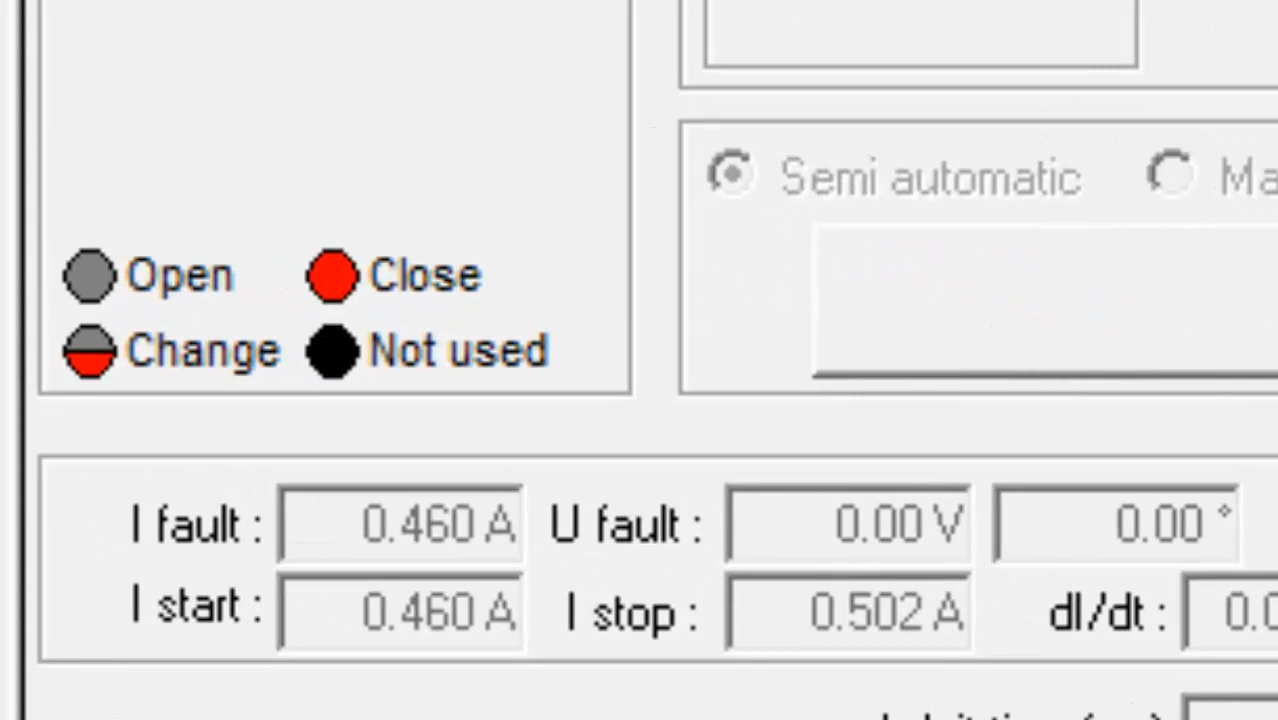 Semi automatic
Open Close
Change Not used
I fault : 0.460 A U fault : 0.00 V 0.00 °
I start : 0.460 A I stop : 0.502 A dI/dt :